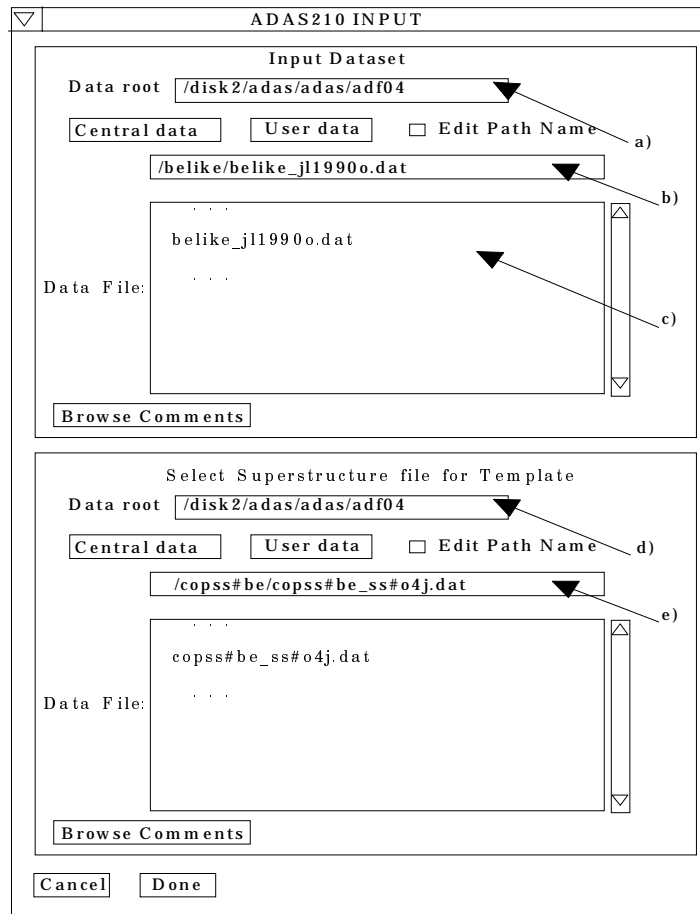 ADAS210 INPUT
Input Dataset
Data root /disk2/adas/adas/adf04
Central data User data Edit Path Name
a)
/belike/belike_jl1990o.dat
b)
. . .
belike_jl1990o.dat
. . .
Data File:
c)
Browse Comments
Select Superstructure file for Template
Data root /disk2/adas/adas/adf04
Central data User data Edit Path Name
d)
/copss#be/copss#be_ss#o4j.dat
e)
. . .
copss#be_ss#o4j.dat
. . .
Data File:
Browse Comments
Cancel Done